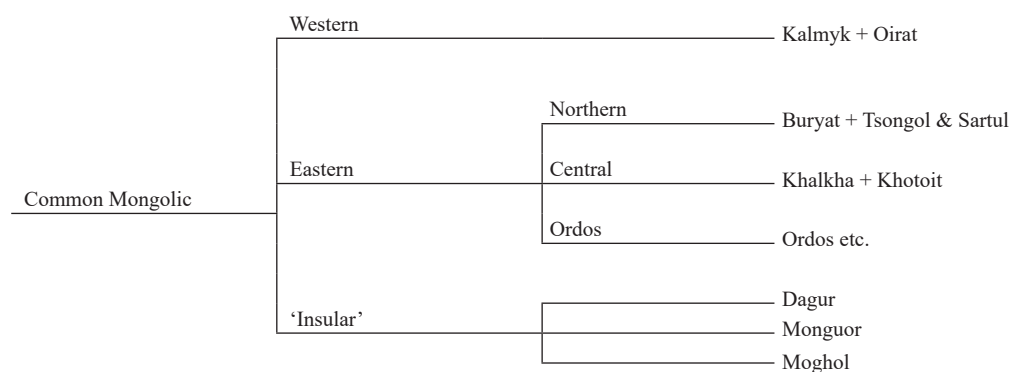 Western
Kalmyk + Oirat
Northern
Buryat + Tsongol & Sartul
Eastern
Central
Khalkha + Khotoit
Common Mongolic
Ordos
Ordos etc.
Dagur
‘Insular’
Monguor
Moghol